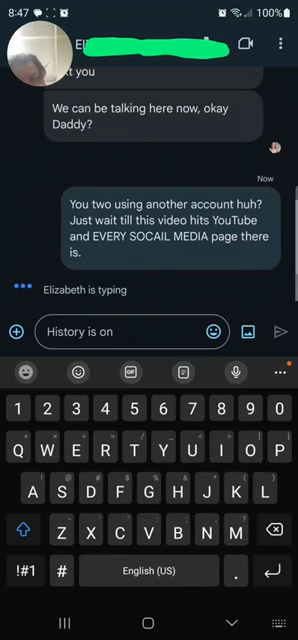 8:47
100%
Eli
t you
We can be talking here now, okay
Daddy?
Now
You two using another account huh?
Just wait till this video hits YouTube
and EVERY SOCAIL MEDIA page there
is.
Elizabeth is typing
History is on
GIF
1 2 3 4 5 6 7 8 9 0
Q W E R T Y U I O P
A S D F G H J K L
Z X C V B N M
!#1 # English (US) .